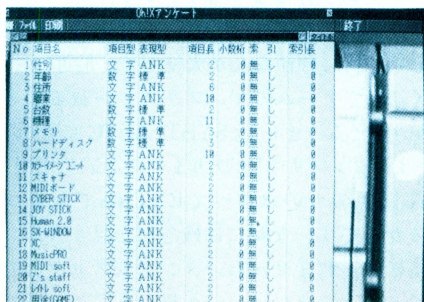 Oh!Xアンケート
ファイル 印刷
終了
タイトル
No 項目名 項目型 表現型 項目長 小数桁 索 引 索引長
1 性別 文 字 ANK 2 0 無 し 0
2 年齢 数 字 標 準 2 0 無 し 0
3 住所 文 字 ANK 6 0 無 し 0
4 職業 文 字 ANK 10 0 無 し 0
5 台数 数 字 標 準 2 0 無 し 0
6 機種 文 字 ANK 11 0 無 し 0
7 メモリ 数 字 標 準 3 0 無 し 0
8 ハードディスク 数 字 標 準 3 0 無 し 0
9 プリンタ 文 字 ANK 10 0 無 し 0
10 カラーイメージユニット 文 字 ANK 2 0 無 し 0
11 スキャナ 文 字 ANK 2 0 無 し 0
12 MIDIボード 文 字 ANK 2 0 無 し 0
13 CYBER STICK 文 字 ANK 2 0 無 し 0
14 JOY STICK 文 字 ANK 2 0 無 し 0
15 Human 2.0 文 字 ANK 2 0 無 し 0
16 SX-WINDOW 文 字 ANK 2 0 無 し 0
17 XC 文 字 ANK 2 0 無 し 0
18 MusicPRO 文 字 ANK 2 0 無 し 0
19 MIDI soft 文 字 ANK 2 0 無 し 0
20 Z's staff 文 字 ANK 2 0 無 し 0
21 soft 文 字 ANK 2 0 無 し 0
22 用途(GAME) 文 字 ANK 2 0 無 し 0